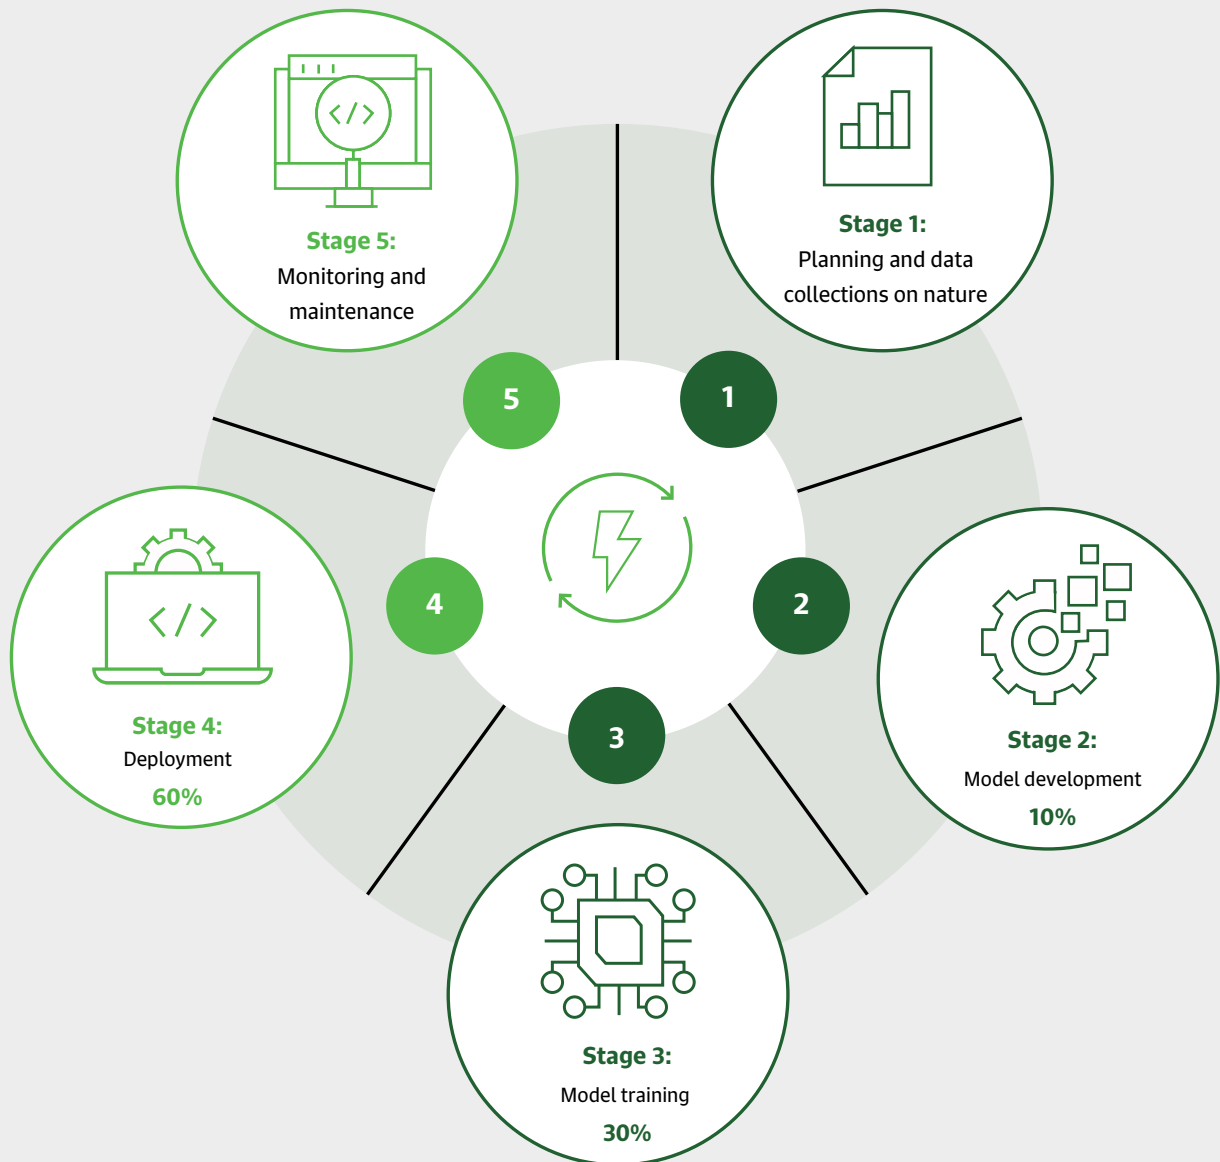 Stage 1:
Planning and data
collections on nature
Stage 2:
Model development
10%
Stage 3:
Model training
30%
Stage 4:
Deployment
60%
Stage 5:
Monitoring and
maintenance
1
2
3
4
5